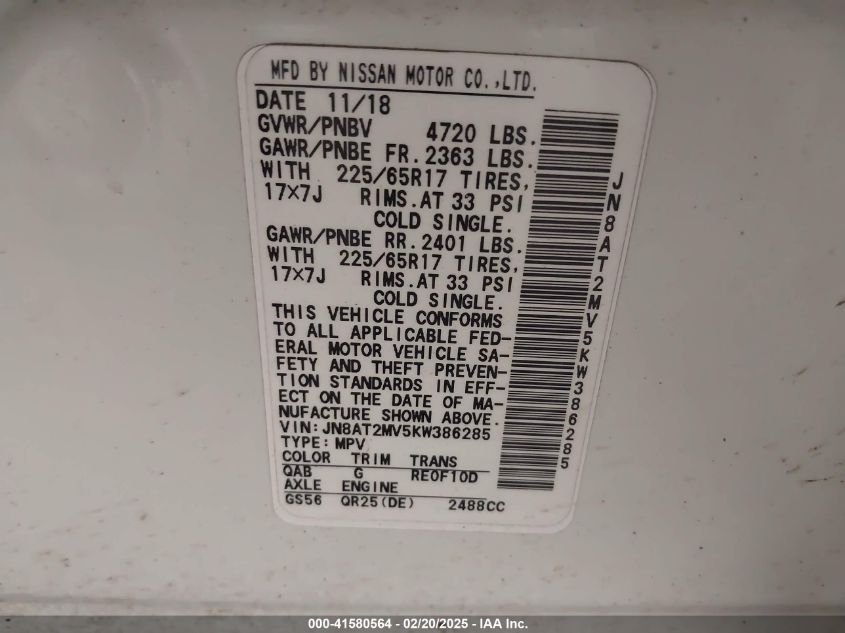 MFD BY NISSAN MOTOR CO.,LTD.
DATE 11/18
GVWR/PNBV 4720 LBS.
GAWR/PNBE FR. 2363 LBS.
WITH 225/65R17 TIRES,
17×7J RIMS. AT 33 PSI
COLD SINGLE.
GAWR/PNBE RR. 2401 LBS.
WITH 225/65R17 TIRES,
17×7J RIMS. AT 33 PSI
COLD SINGLE.
THIS VEHICLE CONFORMS
TO ALL APPLICABLE FED-
ERAL MOTOR VEHICLE SA-
FETY AND THEFT PREVEN-
TION STANDARDS IN EFF-
ECT ON THE DATE OF MA-
NUFACTURE SHOWN ABOVE.
VIN: JN8AT2MV5KW386285
TYPE: MPV
COLOR TRIM TRANS
QAB G RE0F10D
AXLE ENGINE
GS56 QR25(DE) 2488CC
JN8AT2MV5KW386285
000-41580564 - 02/20/2025 - IAA Inc.